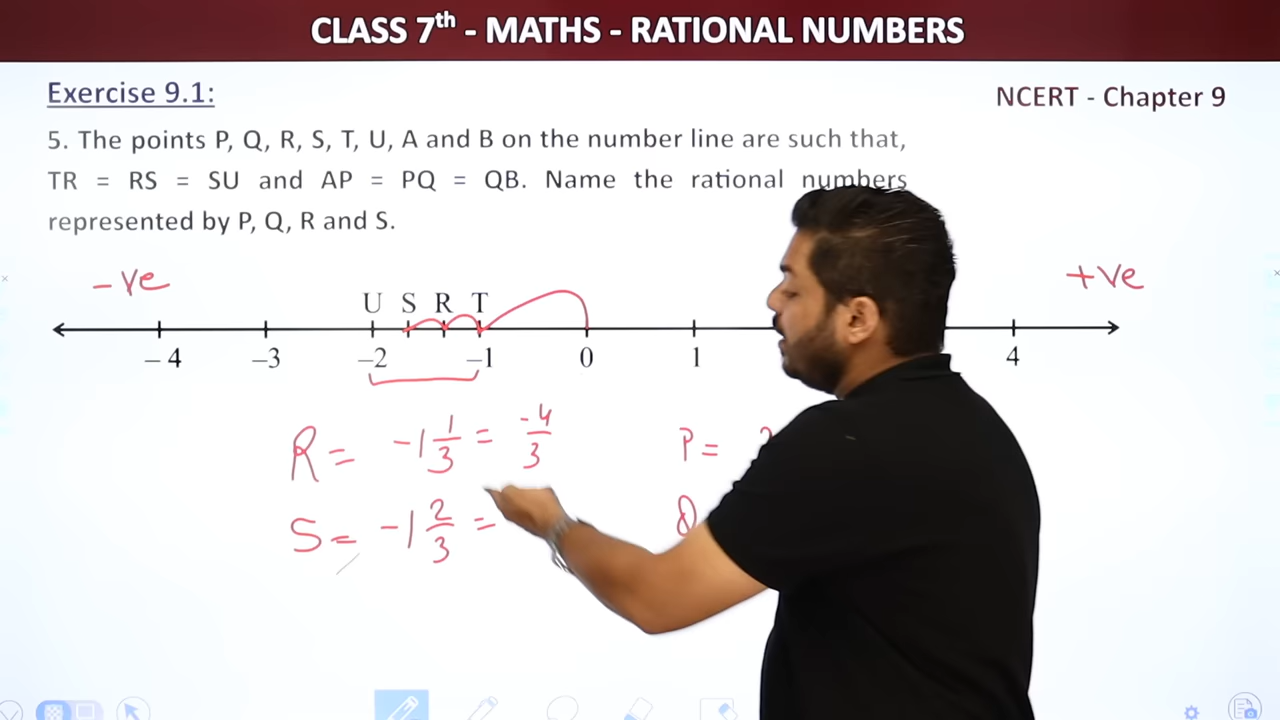 CLASS 7th - MATHS - RATIONAL NUMBERS
Exercise 9.1:
NCERT - Chapter 9
5. The points P, Q, R, S, T, U, A and B on the number line are such that,
TR = RS = SU and AP = PQ = QB. Name the rational numbers
represented by P, Q, R and S.
-ve +ve
U S R T
–4 –3 –2 –1 0 1 4
R = -1 1/3 = -4/3 P =
S = -1 2/3 =